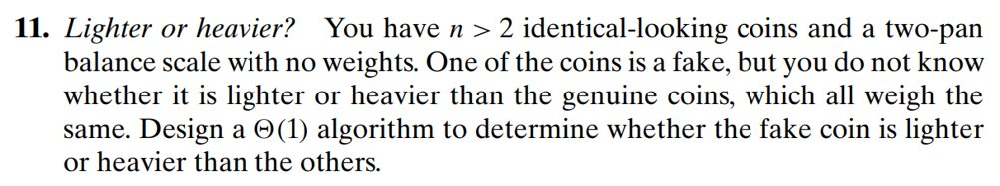 11. Lighter or heavier? You have n > 2 identical-looking coins and a two-pan
balance scale with no weights. One of the coins is a fake, but you do not know
whether it is lighter or heavier than the genuine coins, which all weigh the
same. Design a Θ(1) algorithm to determine whether the fake coin is lighter
or heavier than the others.